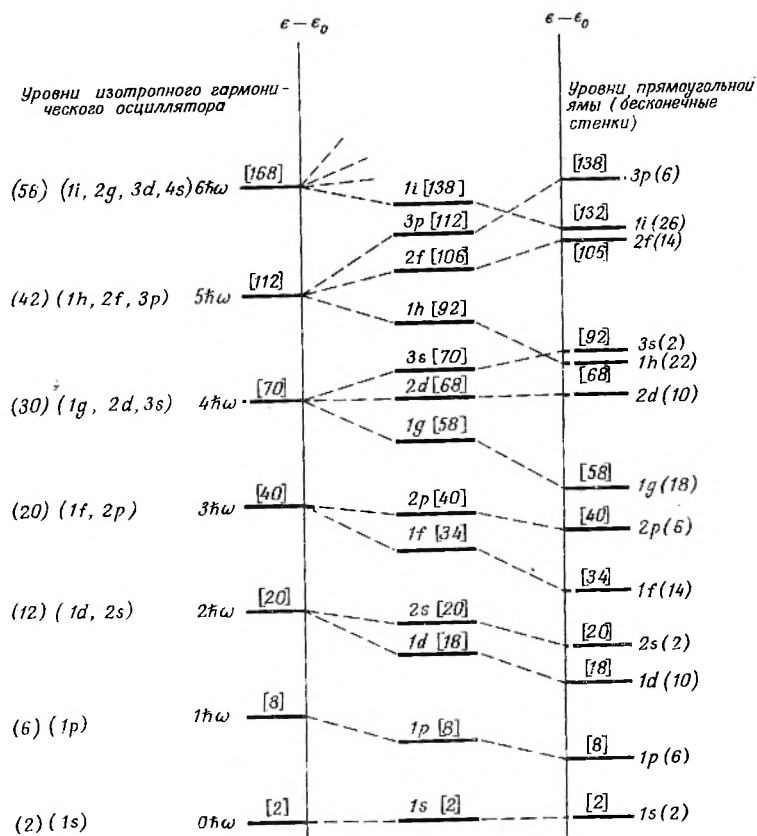 ϵ − ϵ₀
ϵ − ϵ₀
Уровни изотропного гармони-
ческого осциллятора
Уровни прямоугольной
ямы (бесконечные
стенки)
(56) (1i, 2g, 3d, 4s) 6ħω [168]
1i [138]
3p [112]
2f [106]
[138] 3p (6)
[132] 1i (26)
2f (14)
[106]
(42) (1h, 2f, 3p) 5ħω [112]
1h [92]
3s [70]
[92] 3s (2)
1h (22)
(30) (1g, 2d, 3s) 4ħω [70]
2d [68]
[68] 2d (10)
1g [58]
[58] 1g (18)
(20) (1f, 2p) 3ħω [40]
2p [40]
[40] 2p (6)
1f [34]
[34] 1f (14)
(12) (1d, 2s) 2ħω [20]
2s [20]
[20] 2s (2)
1d [18]
[18] 1d (10)
(6) (1p) 1ħω [8]
1p [8]
[8] 1p (6)
(2) (1s) 0ħω [2]
1s [2]
[2] 1s (2)